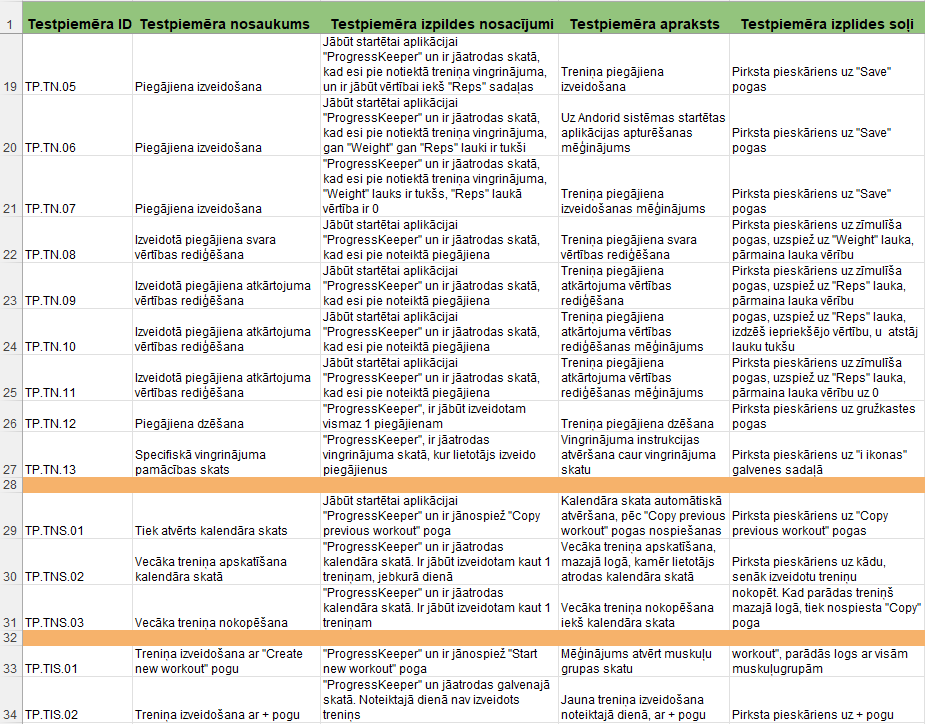 1 Testpiemēra ID Testpiemēra nosaukums Testpiemēra izpildes nosacījumi Testpiemēra apraksts Testpiemēra izplides soļi
Jābūt startētai aplikācijai
"ProgressKeeper" un ir jāatrodas skatā,
kad esi pie notiektā treniņa vingrinājuma, Treniņa piegājiena Pirksta pieskāriens uz "Save"
19 TP.TN.05 Piegājiena izveidošana un ir jābūt vērtībai iekš "Reps" sadaļas izveidošana pogas
Jābūt startētai aplikācijai
"ProgressKeeper" un ir jāatrodas skatā, Uz Andorid sistēmas startētas
kad esi pie notiektā treniņa vingrinājuma, aplikācijas apturēšanas Pirksta pieskāriens uz "Save"
20 TP.TN.06 Piegājiena izveidošana gan "Weight" gan "Reps" lauki ir tukši mēģinājums pogas
"ProgressKeeper" un ir jāatrodas skatā,
kad esi pie notiektā treniņa vingrinājuma,
"Weight" lauks ir tukšs, "Reps" laukā Treniņa piegājiena Pirksta pieskāriens uz "Save"
21 TP.TN.07 Piegājiena izveidošana vērtība ir 0 izveidošanas mēģinājums pogas
Jābūt startētai aplikācijai Pirksta pieskāriens uz zīmulīša
Izveidotā piegājiena svara "ProgressKeeper" un ir jāatrodas skatā, Treniņa piegājiena svara pogas, uzspiež uz "Weight" lauka,
22 TP.TN.08 vērtības rediģēšana kad esi pie noteiktā piegājiena vērtības rediģēšana pārmaina lauka vērību
Jābūt startētai aplikācijai Treniņa piegājiena Pirksta pieskāriens uz zīmulīša
Izveidotā piegājiena atkārtojuma "ProgressKeeper" un ir jāatrodas skatā, atkārtojuma vērtības pogas, uzspiež uz "Reps" lauka,
23 TP.TN.09 vērtības rediģēšana kad esi pie noteiktā piegājiena rediģēšana pārmaina lauka vērību
Jābūt startētai aplikācijai Treniņa piegājiena pogas, uzspiež uz "Reps" lauka,
Izveidotā piegājiena atkārtojuma "ProgressKeeper" un ir jāatrodas skatā, atkārtojuma vērtības izdzēš iepriekšējo vērtību, u atstāj
24 TP.TN.10 vērtības rediģēšana kad esi pie noteiktā piegājiena rediģēšanas mēģinājums lauku tukšu
Jābūt startētai aplikācijai Treniņa piegājiena Pirksta pieskāriens uz zīmulīša
Izveidotā piegājiena atkārtojuma "ProgressKeeper" un ir jāatrodas skatā, atkārtojuma vērtības pogas, uzspiež uz "Reps" lauka,
25 TP.TN.11 vērtības rediģēšana kad esi pie noteiktā piegājiena rediģēšanas mēģinājums pārmaina lauka vērību uz 0
"ProgressKeeper", ir jābūt izveidotam Pirksta pieskāriens uz gružkastes
26 TP.TN.12 Piegājiena dzēšana vismaz 1 piegājienam Treniņa piegājiena dzēšana pogas
"ProgressKeeper", ir jāatrodas Vingrinājuma instrukcijas
Specifiskā vingrinājuma vingrinājuma skatā, kur lietotājs izveido atvēršana caur vingrinājuma Pirksta pieskāriens uz "i ikonas"
27 TP.TN.13 pamācības skats piegājienus skatu galvenes sadaļā
28
Jābūt startētai aplikācijai Kalendāra skata automātiskā
"ProgressKeeper" un ir jānospiež "Copy atvēršana, pēc "Copy previous Pirksta pieskāriens uz "Copy
29 TP.TNS.01 Tiek atvērts kalendāra skats previous workout" poga workout" pogas nospiešanas previous workout" pogas
"ProgressKeeper" un ir jāatrodas Vecāka treniņa apskatīšana,
Vecāka treniņa apskatīšana kalendāra skatā. Ir jābūt izveidotam kaut 1 mazajā logā, kamēr lietotājs Pirksta pieskāriens uz kādu,
30 TP.TNS.02 kalendāra skatā treniņam, jebkurā dienā atrodas kalendāra skatā senāk izveidotu treniņu
"ProgressKeeper" un ir jāatrodas nokopēt. Kad parādas treniņš
kalendāra skatā. Ir jābūt izveidotam kaut 1 Vecāka treniņa nokopēšana mazajā logā, tiek nospiesta "Copy"
31 TP.TNS.03 Vecāka treniņa nokopēšana treniņam iekš kalendāra skata poga
32
Treniņa izveidošana ar "Create "ProgressKeeper" un ir jānospiež "Start Mēģinājums atvērt muskuļu workout", parādās logs ar visām
33 TP.TIS.01 new workout" pogu new workout" poga grupas skatu muskuļugrupām
"ProgressKeeper" un jāatrodas galvenajā
skatā. Noteiktajā dienā nav izveidots Jauna treniņa izveidošana
34 TP.TIS.02 Treniņa izveidošana ar + pogu treniņs noteiktajā dienā, ar + pogu Pirksta pieskāriens uz + pogu